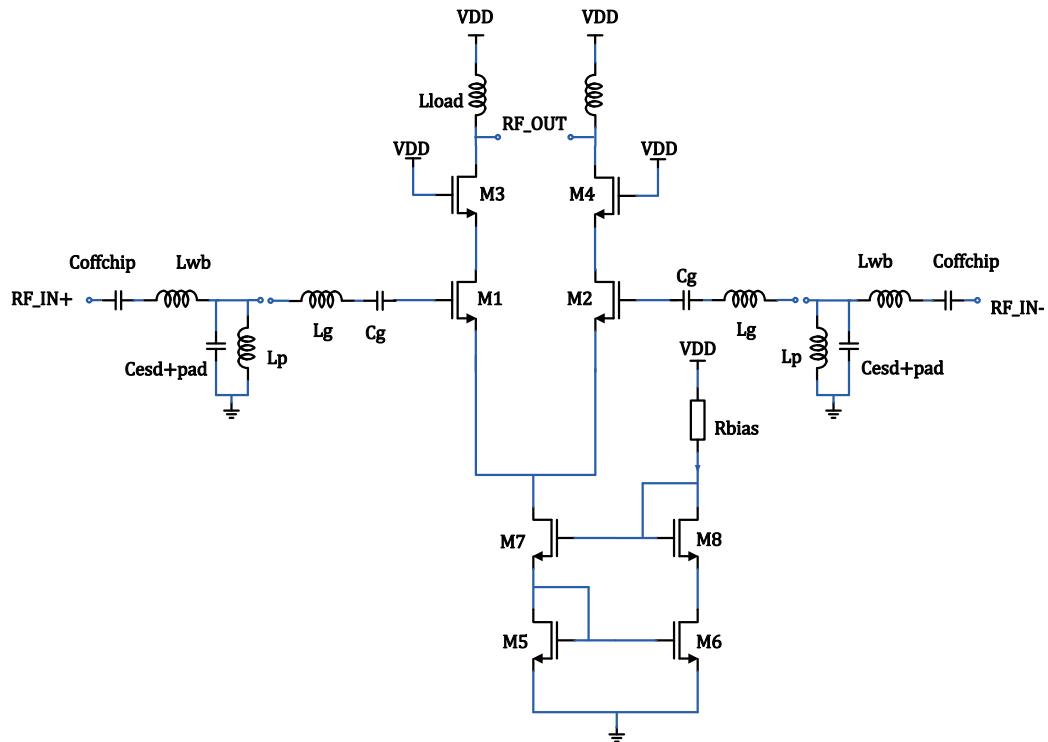 VDD
VDD
Lload
RF_OUT
VDD
VDD
M3
M4
Coffchip
Lwb
Cg
Lwb
Coffchip
RF_IN+
M1
M2
RF_IN-
Lg
Cg
Lg
Lp
Cesd+pad
VDD
Lp
Cesd+pad
Rbias
M7
M8
M5
M6